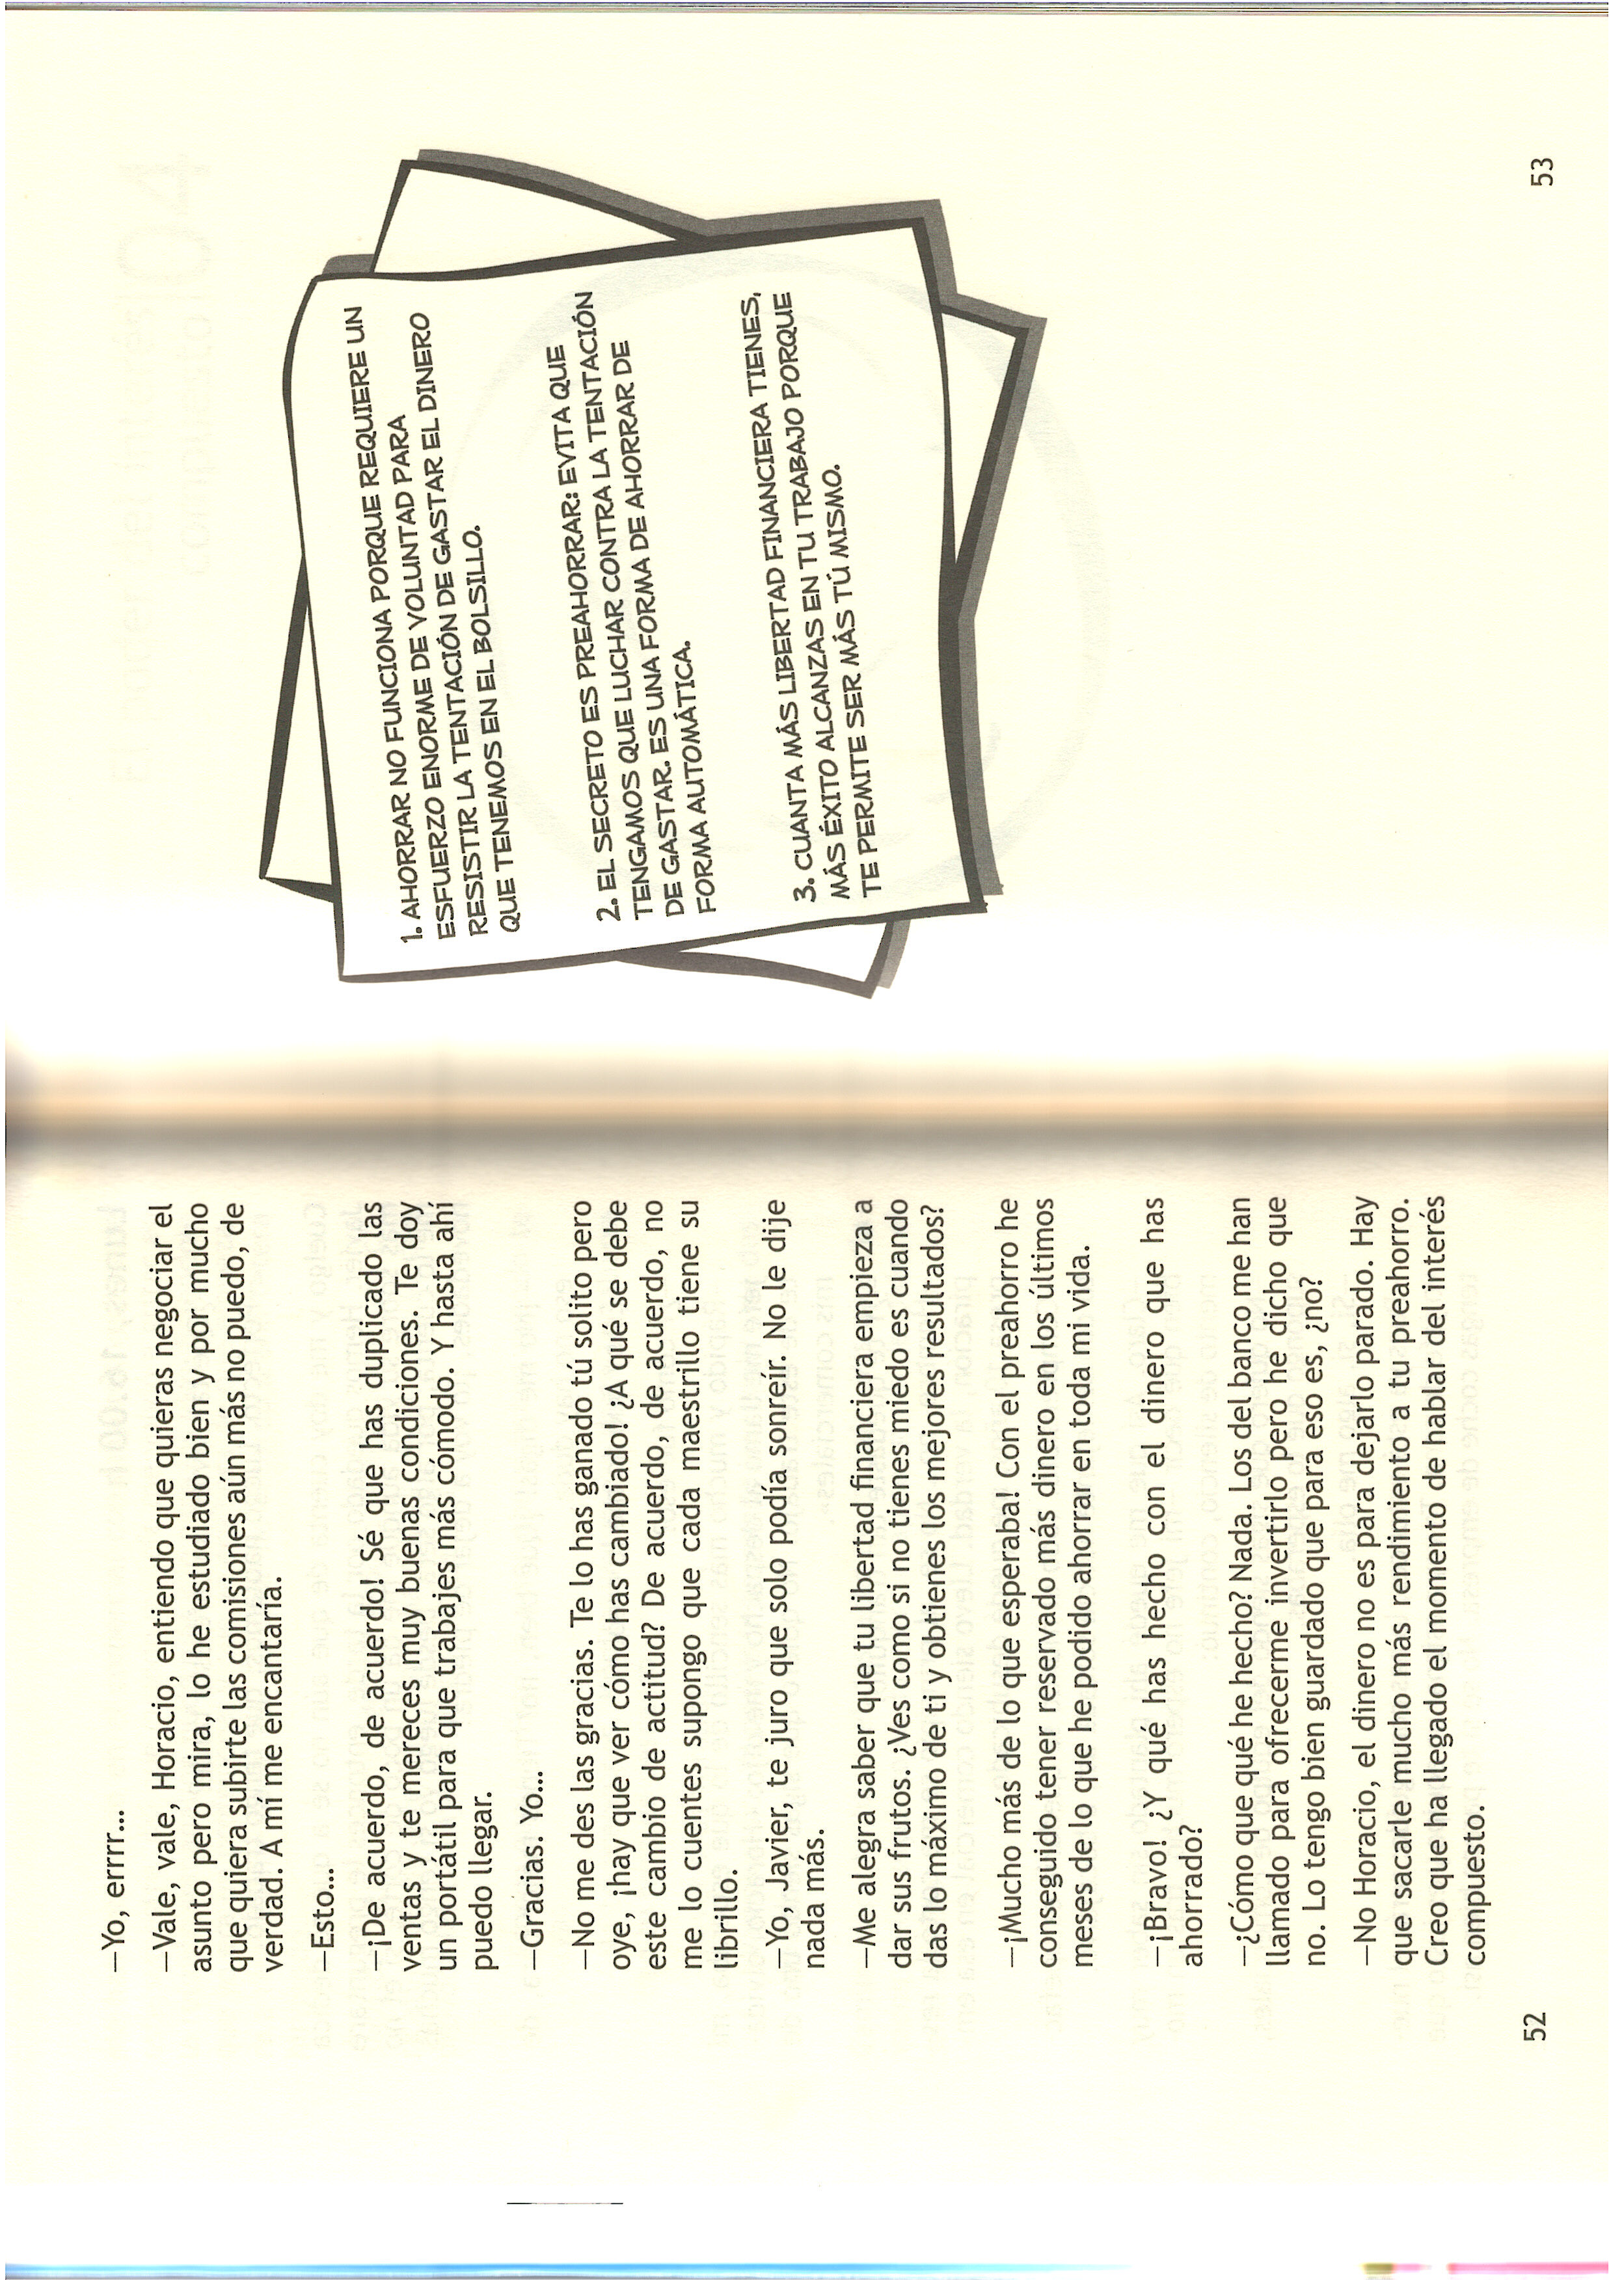 —Yo, errrr...
—Vale, vale, Horacio, entiendo que quieras negociar el
asunto pero mira, lo he estudiado bien y por mucho
que quiera subirte las comisiones aún más no puedo, de
verdad. A mí me encantaría.
—Esto...
—¡De acuerdo, de acuerdo! Sé que has duplicado las
ventas y te mereces muy buenas condiciones. Te doy
un portátil para que trabajes más cómodo. Y hasta ahí
puedo llegar.
—Gracias. Yo...
—No me des las gracias. Te lo has ganado tú solito pero
oye, ¡hay que ver cómo has cambiado! ¿A qué se debe
este cambio de actitud? De acuerdo, de acuerdo, no
me lo cuentes supongo que cada maestrillo tiene su
librillo.
—Yo, Javier, te juro que solo podía sonreír. No le dije
nada más.
—Me alegra saber que tu libertad financiera empieza a
dar sus frutos. ¿Ves como si no tienes miedo es cuando
das lo máximo de ti y obtienes los mejores resultados?
—¡Mucho más de lo que esperaba! Con el preahorro he
conseguido tener reservado más dinero en los últimos
meses de lo que he podido ahorrar en toda mi vida.
—¡Bravo! ¿Y qué has hecho con el dinero que has
ahorrado?
—¿Cómo que qué he hecho? Nada. Los del banco me han
llamado para ofrecerme invertirlo pero he dicho que
no. Lo tengo bien guardado que para eso es, ¿no?
—No Horacio, el dinero no es para dejarlo parado. Hay
que sacarle mucho más rendimiento a tu preahorro.
Creo que ha llegado el momento de hablar del interés
compuesto.
52
1. AHORRAR NO FUNCIONA PORQUE REQUIERE UN
ESFUERZO ENORME DE VOLUNTAD PARA
RESISTIR LA TENTACIÓN DE GASTAR EL DINERO
QUE TENEMOS EN EL BOLSILLO.
2. EL SECRETO ES PREAHORRAR: EVITA QUE
TENGAMOS QUE LUCHAR CONTRA LA TENTACIÓN
DE GASTAR. ES UNA FORMA DE AHORRAR DE
FORMA AUTOMÁTICA.
3. CUANTA MÁS LIBERTAD FINANCIERA TIENES,
MÁS ÉXITO ALCANZAS EN TU TRABAJO PORQUE
TE PERMITE SER MÁS TÚ MISMO.
53